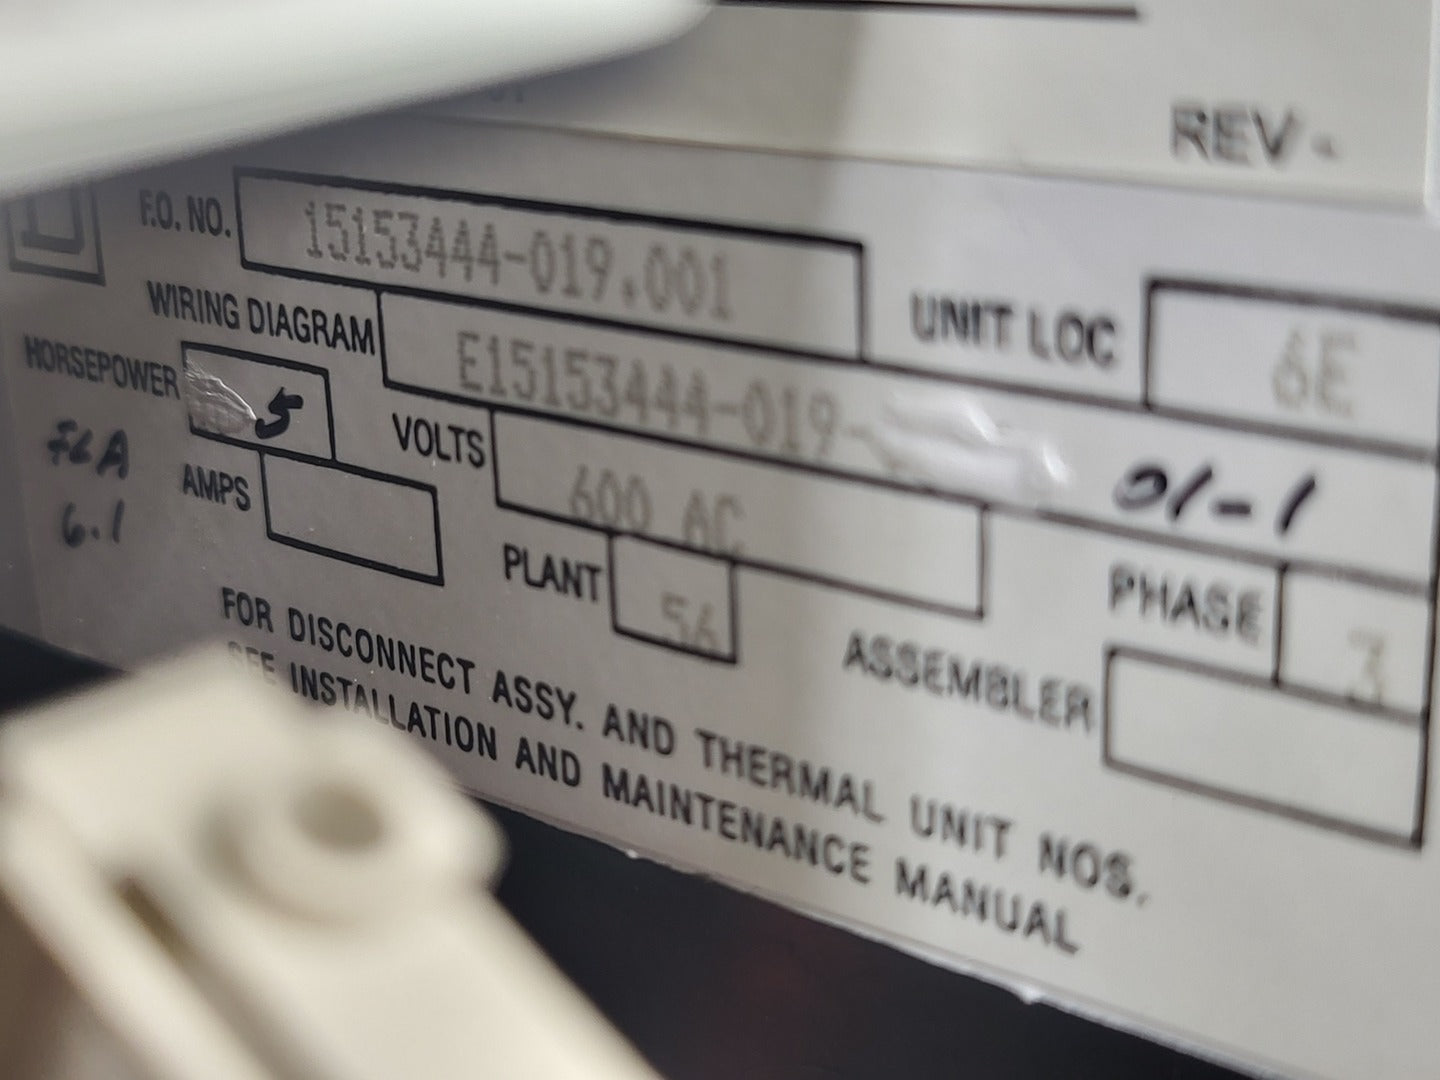 REV -
F.O. NO. 15153444-019.001
UNIT LOC 6E
WIRING DIAGRAM E15153444-019- 01-1
HORSEPOWER 5
VOLTS 600 AC
PHASE 3
FLA
6.1
AMPS
PLANT 56
ASSEMBLER
FOR DISCONNECT ASSY. AND THERMAL UNIT NOS.
SEE INSTALLATION AND MAINTENANCE MANUAL